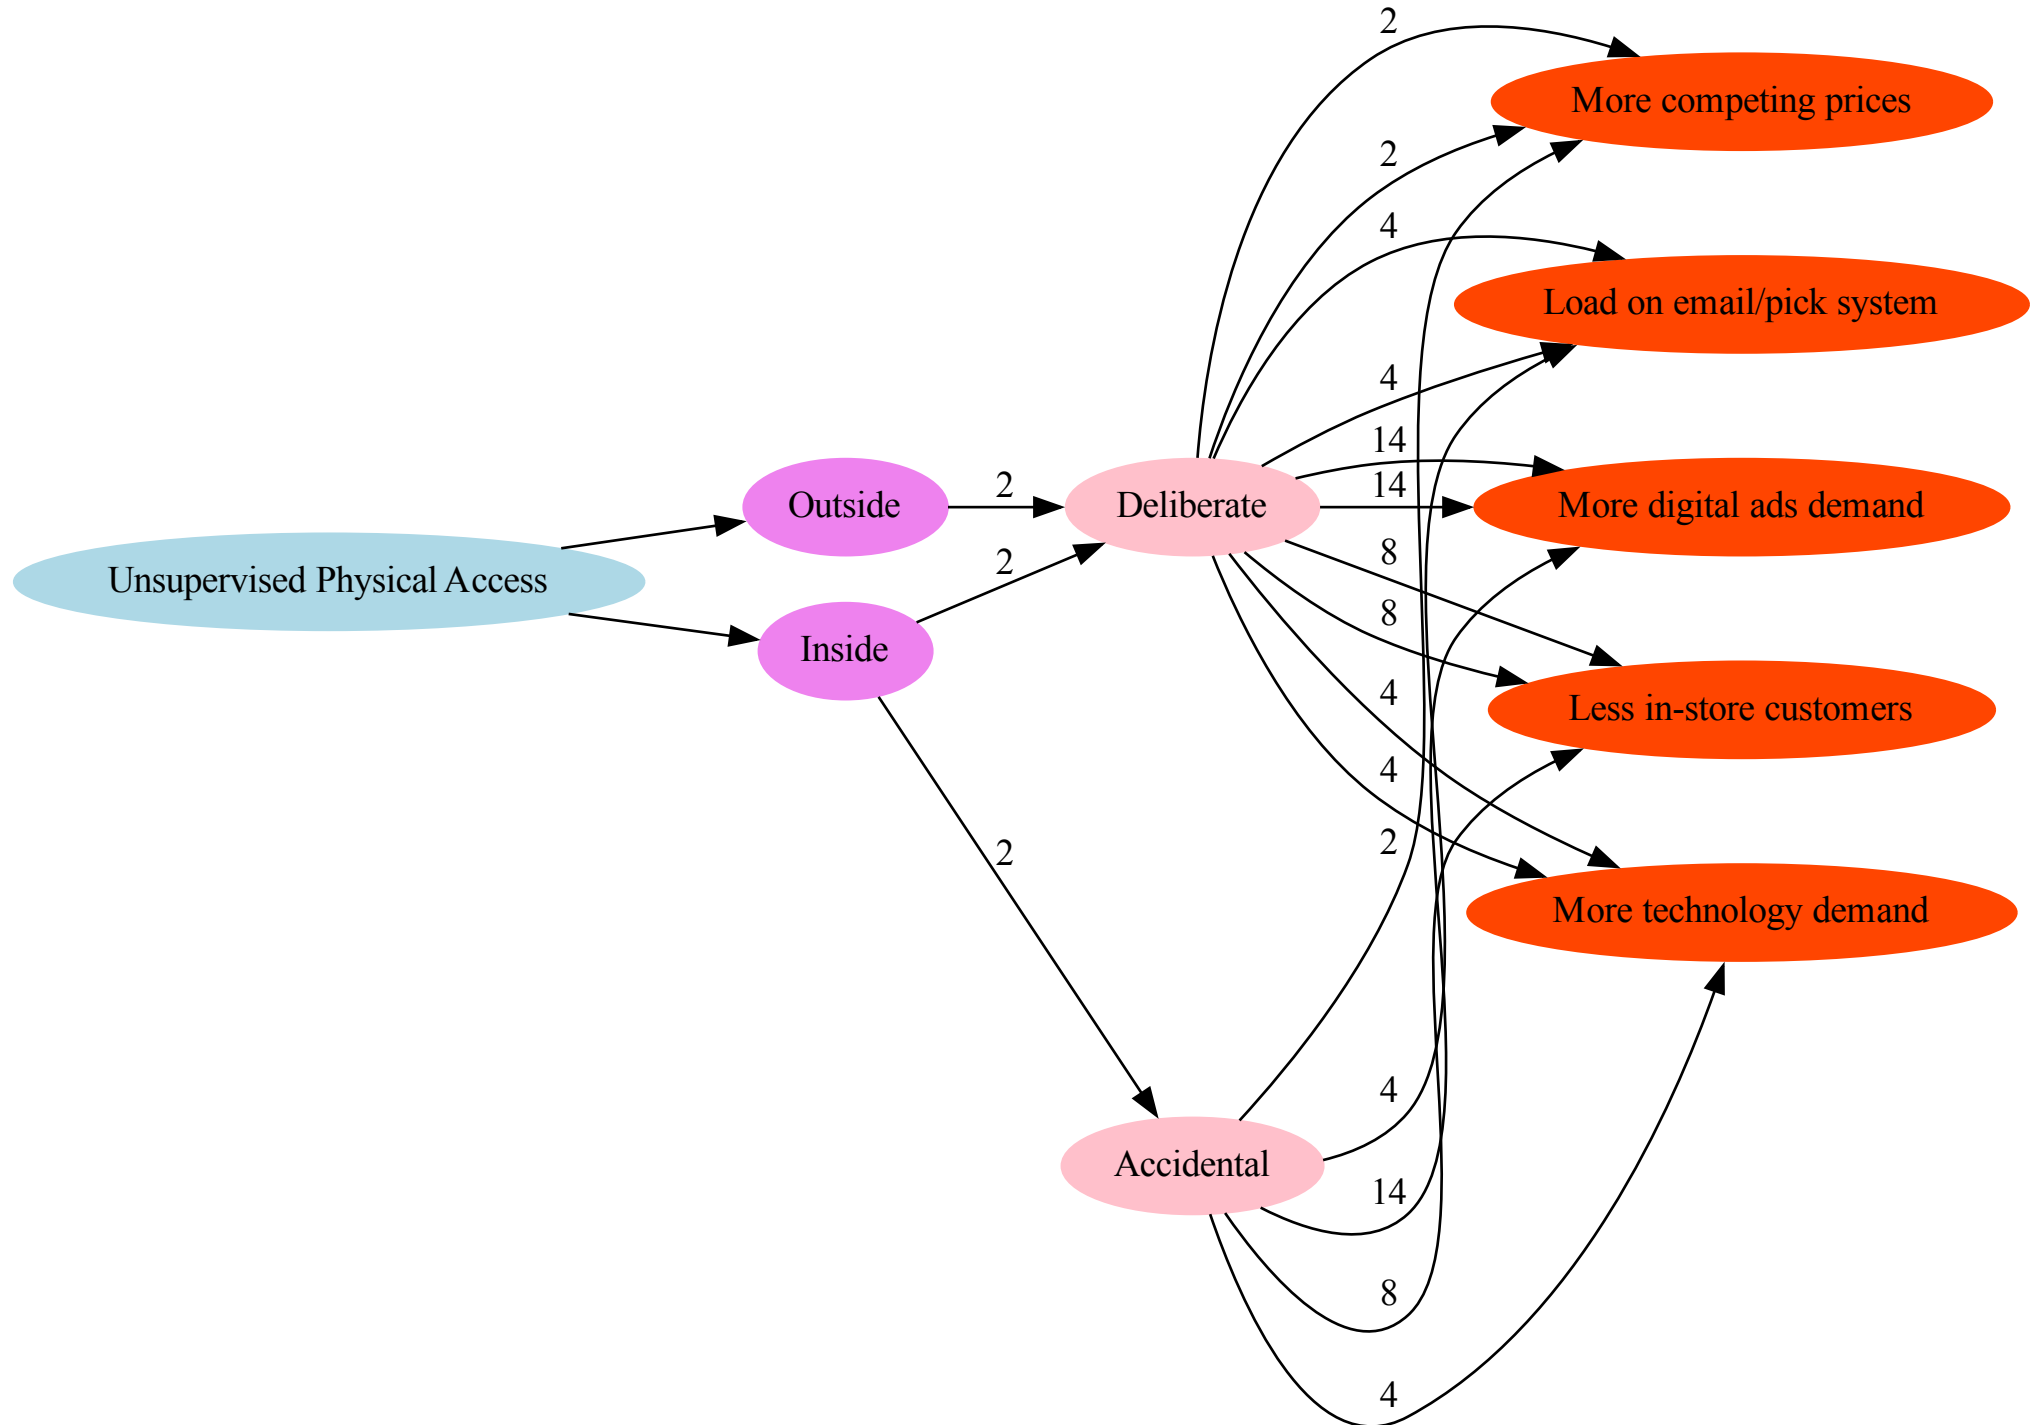 2
More competing prices
2
4
Load on email/pick system
4
14
14
2
Outside
Deliberate
More digital ads demand
8
2
Unsupervised Physical Access
8
Inside
4
Less in-store customers
4
2
2
More technology demand
4
Accidental
14
8
4